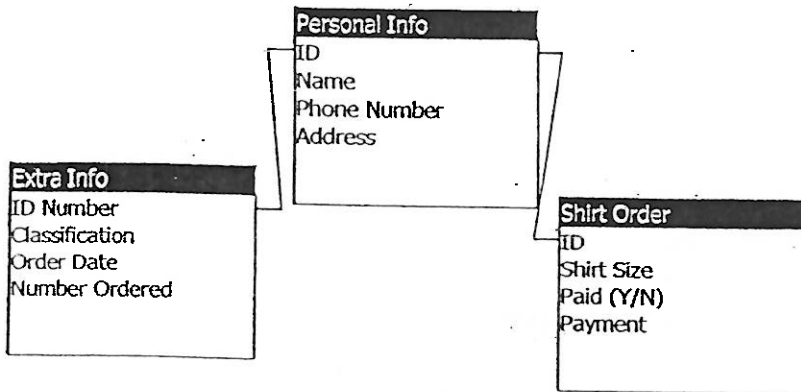 Personal Info
ID
Name
Phone Number
Address
Extra Info
ID Number
Classification
Order Date
Number Ordered
Shirt Order
ID
Shirt Size
Paid (Y/N)
Payment